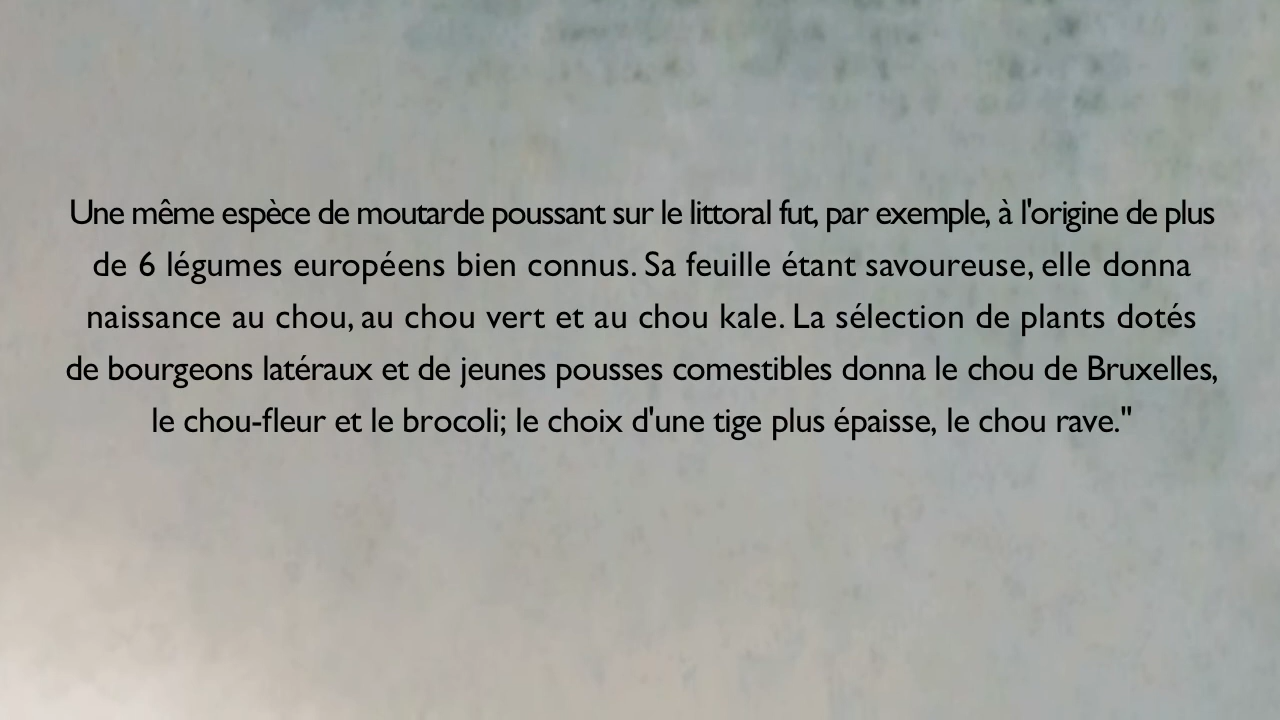 Une même espèce de moutarde poussant sur le littoral fut, par exemple, à l'origine de plus
de 6 légumes européens bien connus. Sa feuille étant savoureuse, elle donna
naissance au chou, au chou vert et au chou kale. La sélection de plants dotés
de bourgeons latéraux et de jeunes pousses comestibles donna le chou de Bruxelles,
le chou-fleur et le brocoli; le choix d'une tige plus épaisse, le chou rave."